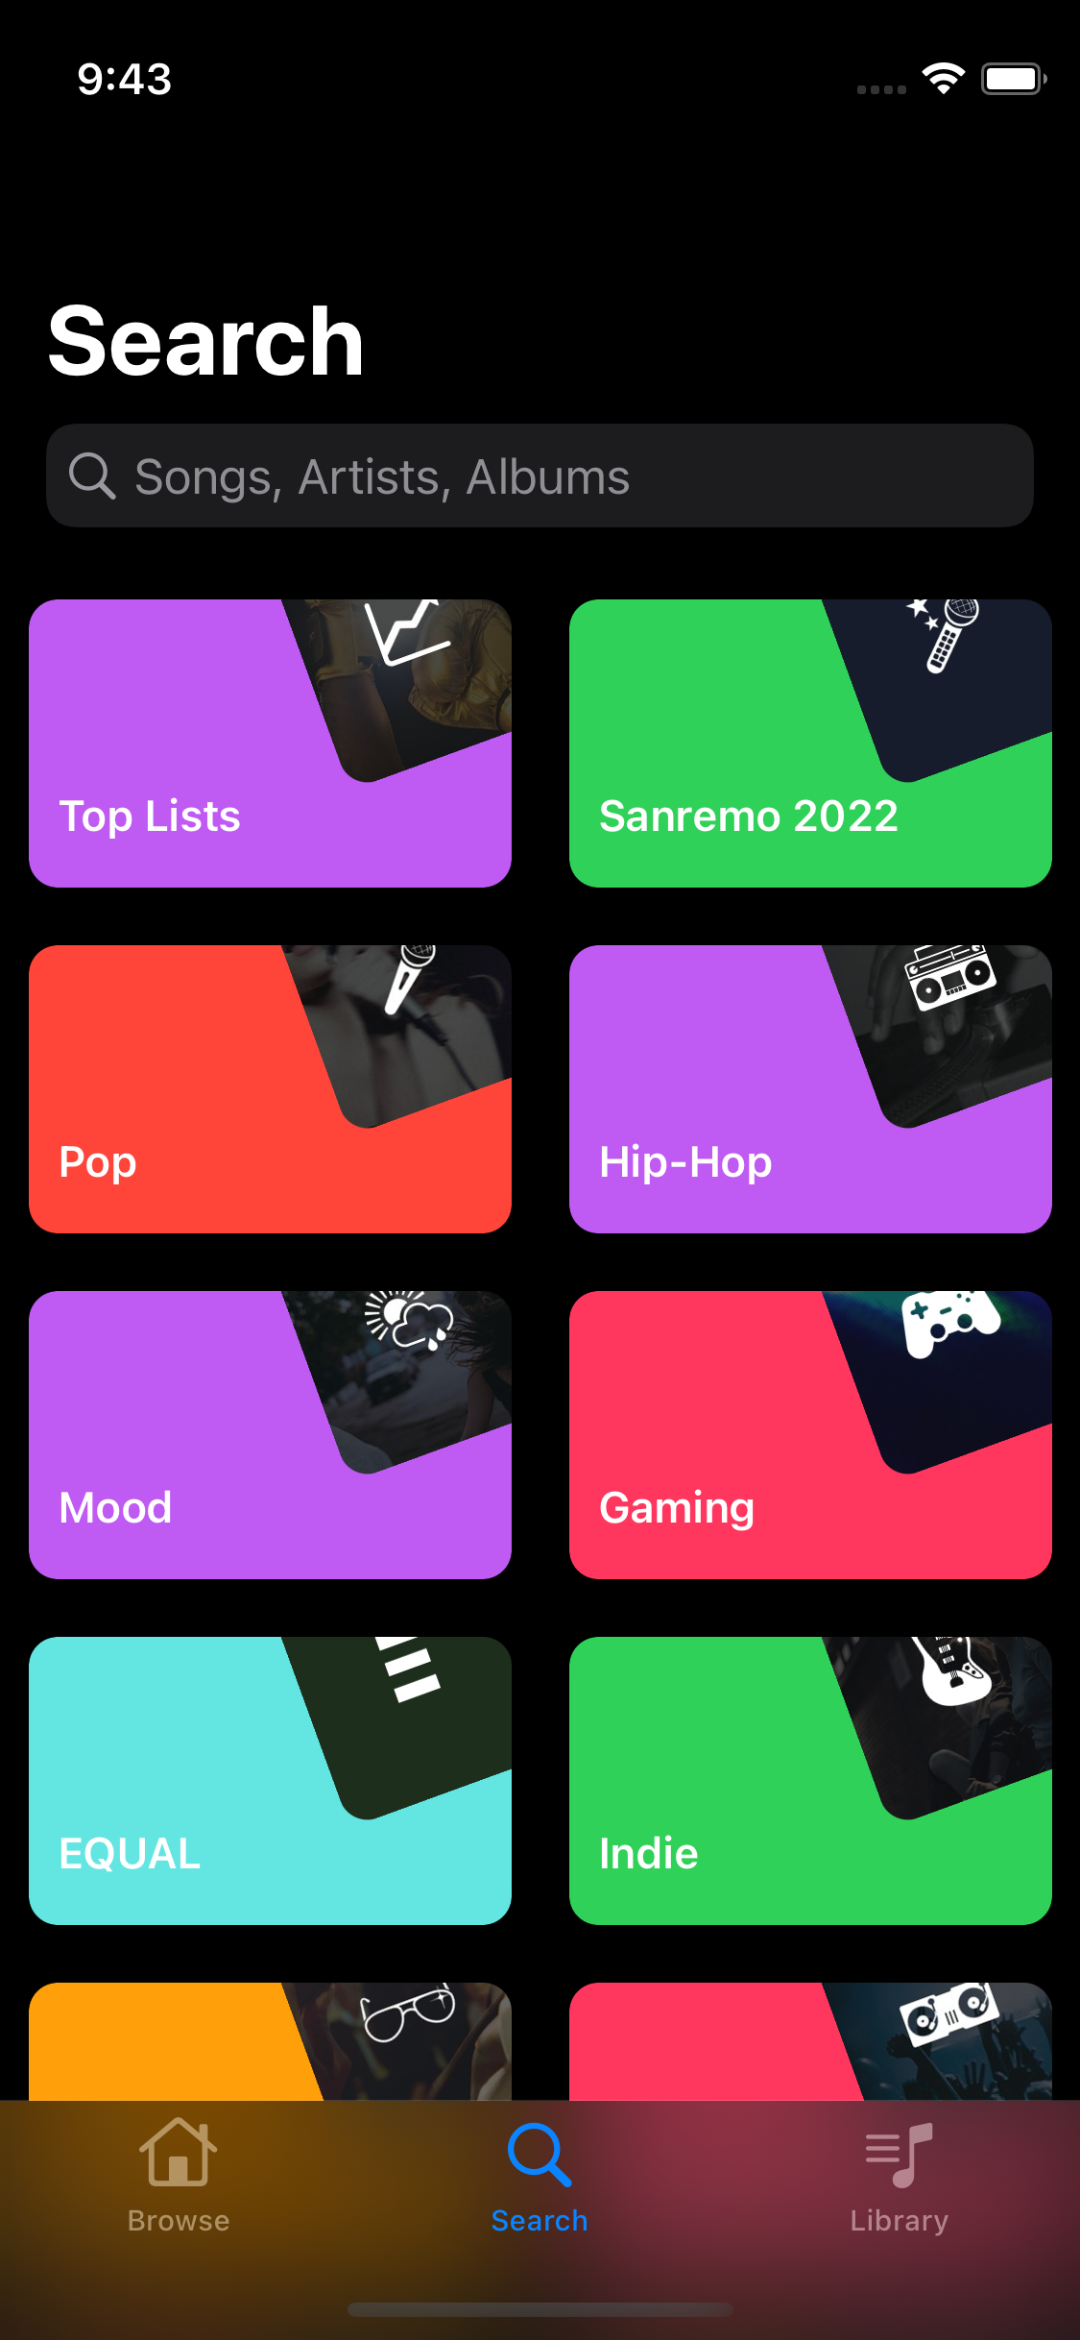 9:43
Search
Songs, Artists, Albums
Top Lists
Sanremo 2022
Pop
Hip-Hop
Mood
Gaming
EQUAL
Indie
Browse
Search
Library